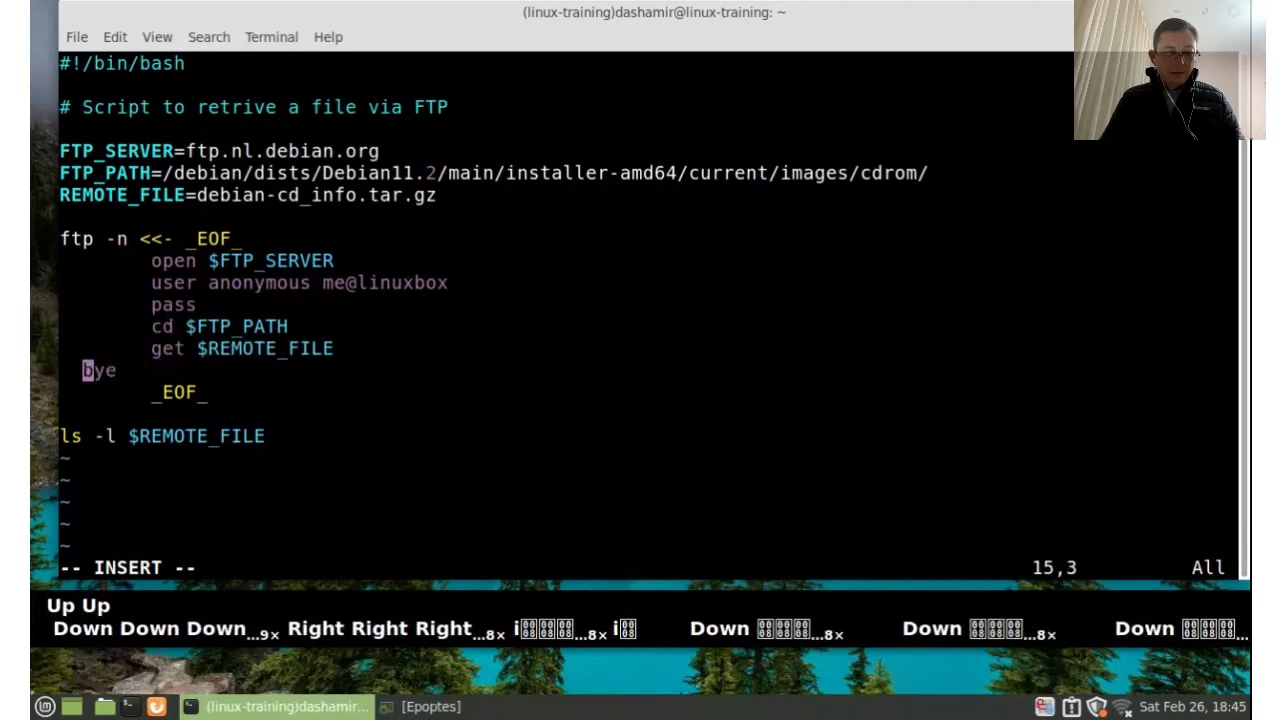 (linux-training)dashamir@linux-training: ~
File Edit View Search Terminal Help
#!/bin/bash
# Script to retrive a file via FTP
FTP_SERVER=ftp.nl.debian.org
FTP_PATH=/debian/dists/Debian11.2/main/installer-amd64/current/images/cdrom/
REMOTE_FILE=debian-cd_info.tar.gz
ftp -n <<- _EOF_
open $FTP_SERVER
user anonymous me@linuxbox
pass
cd $FTP_PATH
get $REMOTE_FILE
bye
_EOF_
ls -l $REMOTE_FILE
~
~
~
~
~
-- INSERT -- 15,3 All
Up Up
Down Down Down...9x Right Right Right...8x i ...8x i Down ...8x Down ...8x Down ...
(linux-training)dashamir... [Epoptes] Sat Feb 26, 18:45